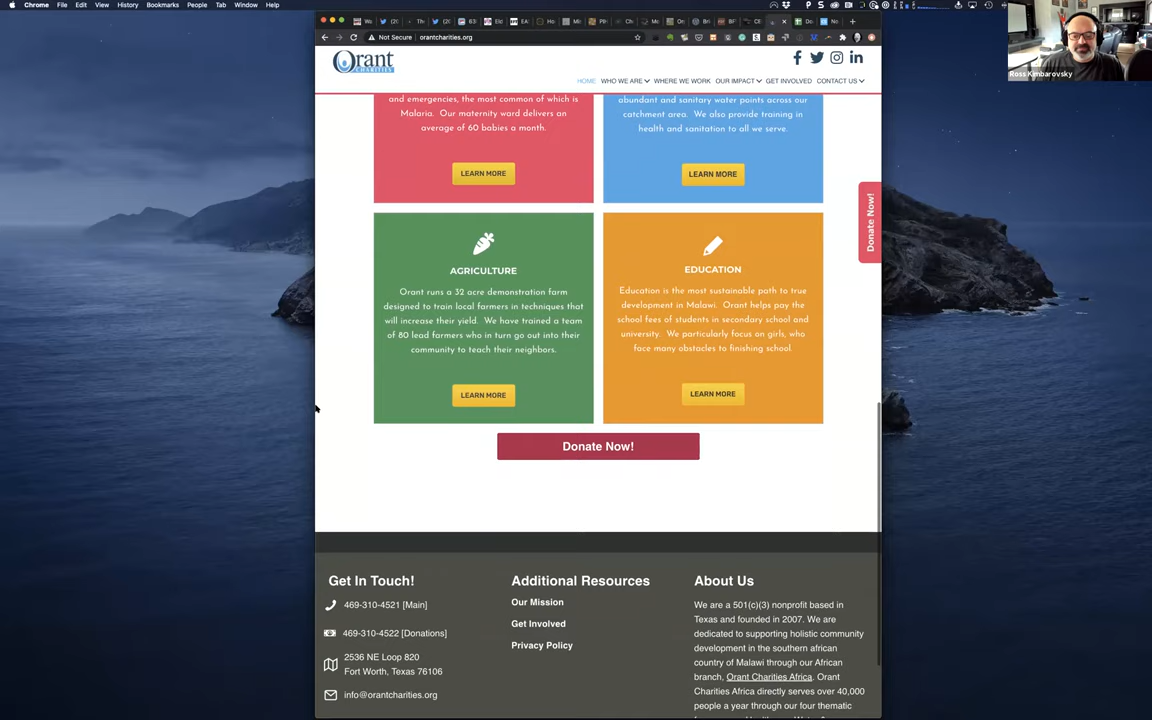 Chrome File Edit View History Bookmarks People Tab Window Help
Not Secure orantcharities.org
Orant
CHARITIES
HOME WHO WE ARE WHERE WE WORK OUR IMPACT GET INVOLVED CONTACT US
Ross Kimbarovsky
and emergencies, the most common of which is
Malaria. Our maternity ward delivers an
average of 60 babies a month.
LEARN MORE
abundant and sanitary water points across our
catchment area. We also provide training in
health and sanitation to all we serve.
LEARN MORE
Donate Now!
AGRICULTURE
Orant runs a 32 acre demonstration farm
designed to train local farmers in techniques that
will increase their yield. We have trained a team
of 80 lead farmers who in turn go out into their
community to teach their neighbors.
LEARN MORE
EDUCATION
Education is the most sustainable path to true
development in Malawi. Orant helps pay the
school fees of students in secondary school and
university. We particularly focus on girls, who
face many obstacles to finishing school.
LEARN MORE
Donate Now!
Get In Touch!
469-310-4521 [Main]
469-310-4522 [Donations]
2536 NE Loop 820
Fort Worth, Texas 76106
info@orantcharities.org
Additional Resources
Our Mission
Get Involved
Privacy Policy
About Us
We are a 501(c)(3) nonprofit based in
Texas and founded in 2007. We are
dedicated to supporting holistic community
development in the southern african
country of Malawi through our African
branch, Orant Charities Africa. Orant
Charities Africa directly serves over 40,000
people a year through our four thematic